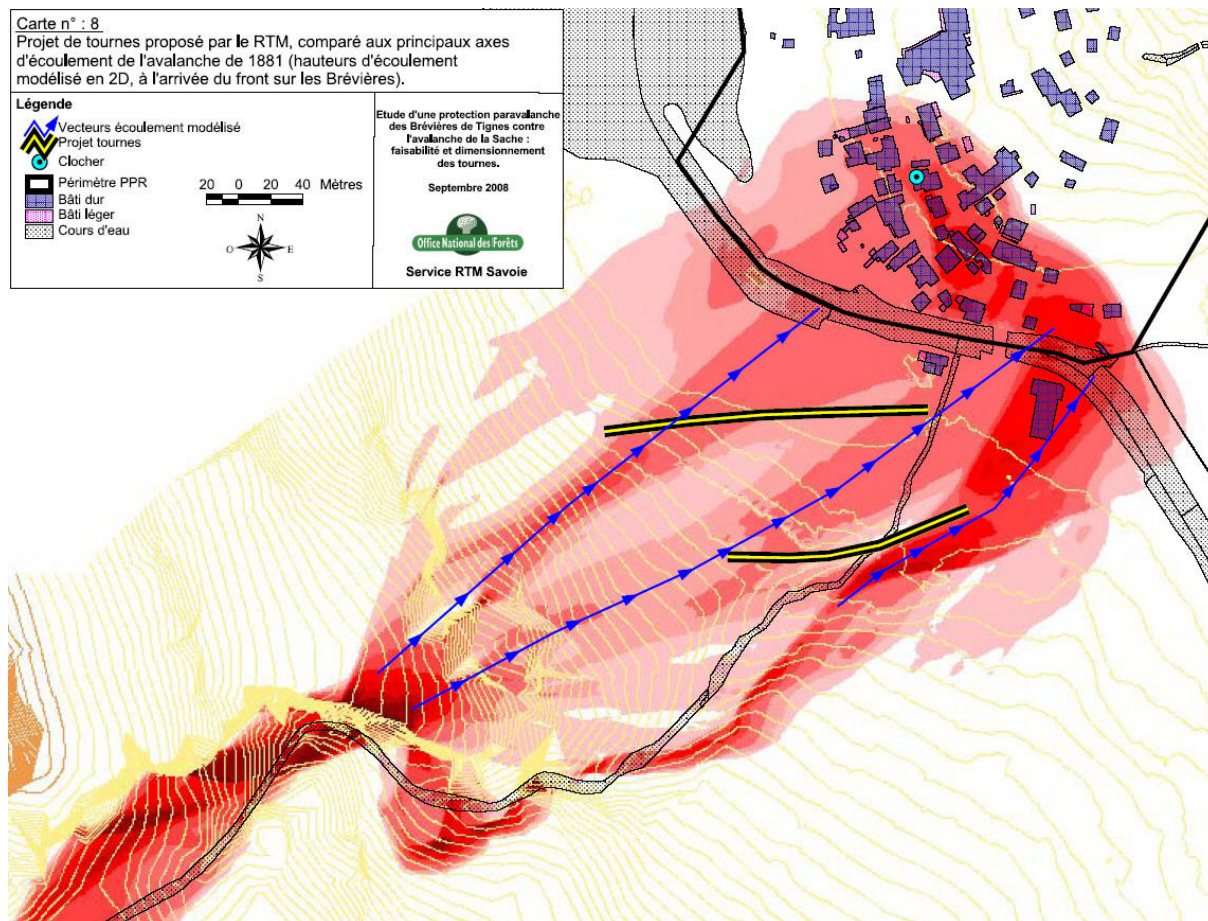 Carte n° : 8
Projet de tournes proposé par le RTM, comparé aux principaux axes
d'écoulement de l'avalanche de 1881 (hauteurs d'écoulement
modélisé en 2D, à l'arrivée du front sur les Brévières).
Légende
Vecteurs écoulement modélisé
Projet tournes
Clocher
Périmètre PPR
Bâti dur
Bâti léger
Cours d'eau
20 0 20 40 Mètres
N
O E
S
Etude d'une protection paravalanche
des Brévières de Tignes contre
l'avalanche de la Sache :
faisabilité et dimensionnement
des tournes.
Septembre 2008
Office National des Forêts
Service RTM Savoie